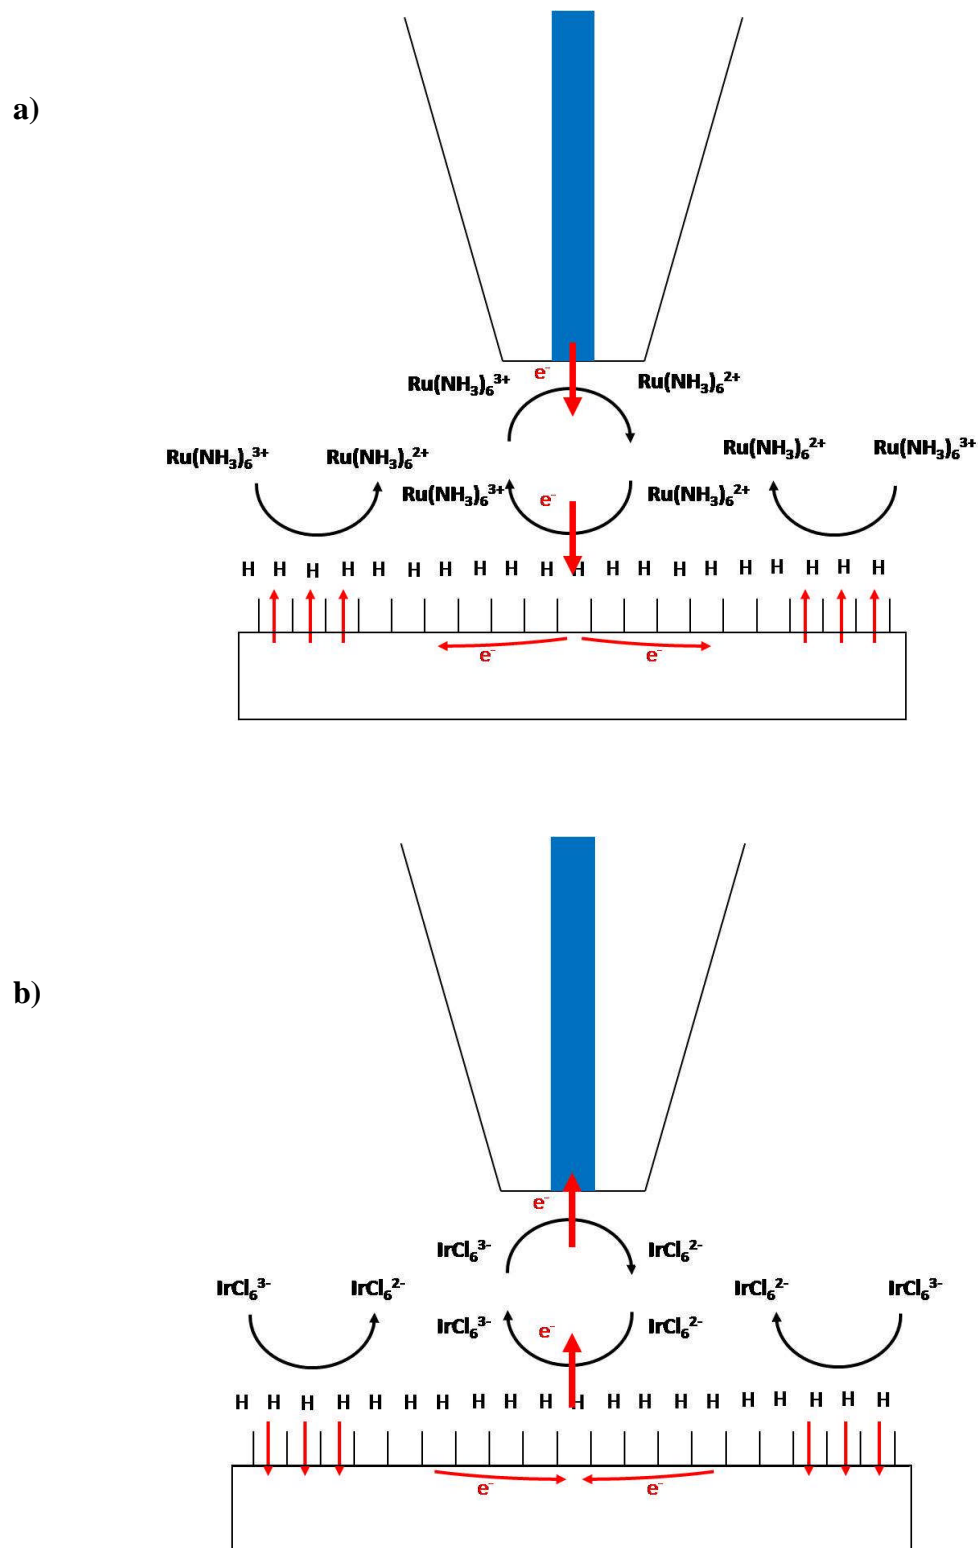 a)
e⁻
Ru(NH₃)₆³⁺ Ru(NH₃)₆²⁺
Ru(NH₃)₆³⁺ Ru(NH₃)₆²⁺ Ru(NH₃)₆²⁺ Ru(NH₃)₆³⁺
Ru(NH₃)₆³⁺ e⁻ Ru(NH₃)₆²⁺
H H H H H H H H H H H H H H H H H H H H
e⁻ e⁻
b)
e⁻
IrCl₆³⁻ IrCl₆²⁻
IrCl₆³⁻ IrCl₆²⁻ IrCl₆²⁻ IrCl₆³⁻
IrCl₆³⁻ e⁻ IrCl₆²⁻
H H H H H H H H H H H H H H H H H H H H
e⁻ e⁻